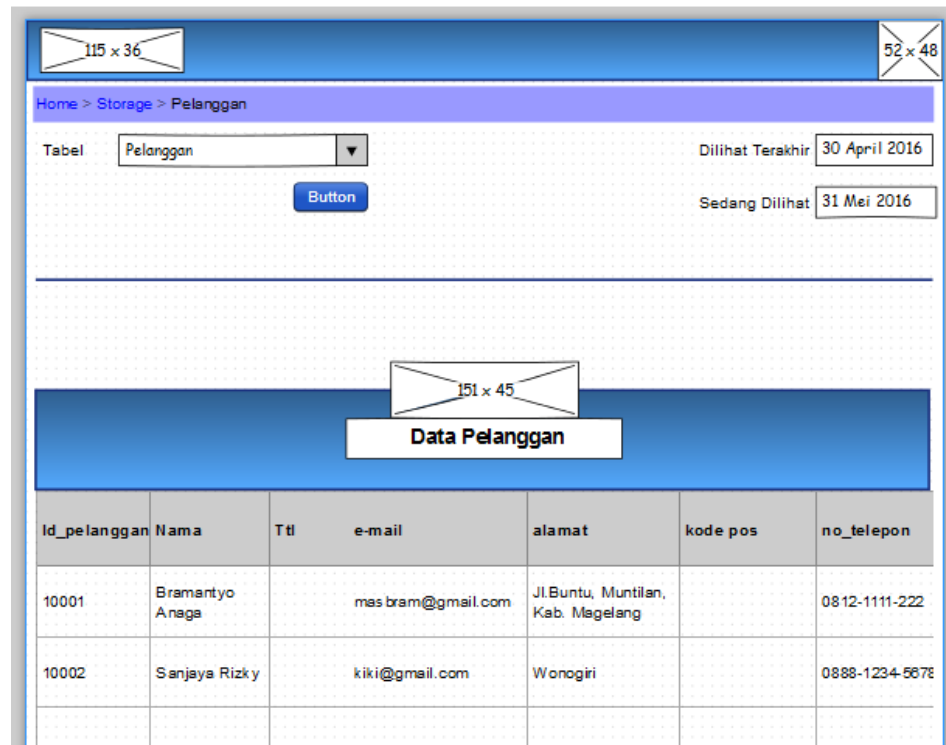 115 x 36
52 x 48
Home > Storage > Pelanggan
Tabel Pelanggan Dilihat Terakhir 30 April 2016
Button Sedang Dilihat 31 Mei 2016
151 x 45
Data Pelanggan
Id_pelanggan Nama Ttl e-mail alamat kode pos no_telepon
10001 Bramantyo Anaga masbram@gmail.com Jl.Buntu, Muntilan, Kab. Magelang 0812-1111-222
10002 Sanjaya Rizky kiki@gmail.com Wonogiri 0888-1234-5678